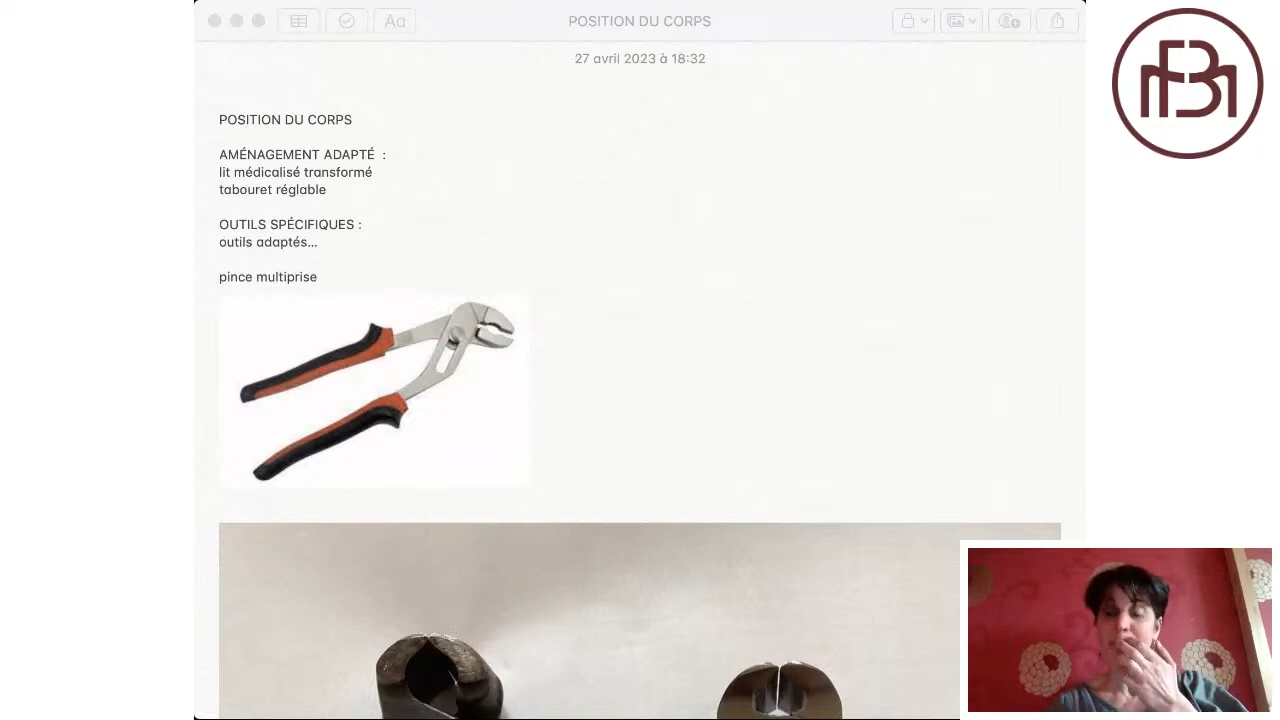 Aa
POSITION DU CORPS
27 avril 2023 à 18:32
POSITION DU CORPS
AMÉNAGEMENT ADAPTÉ :
lit médicalisé transformé
tabouret réglable
OUTILS SPÉCIFIQUES :
outils adaptés...
pince multiprise